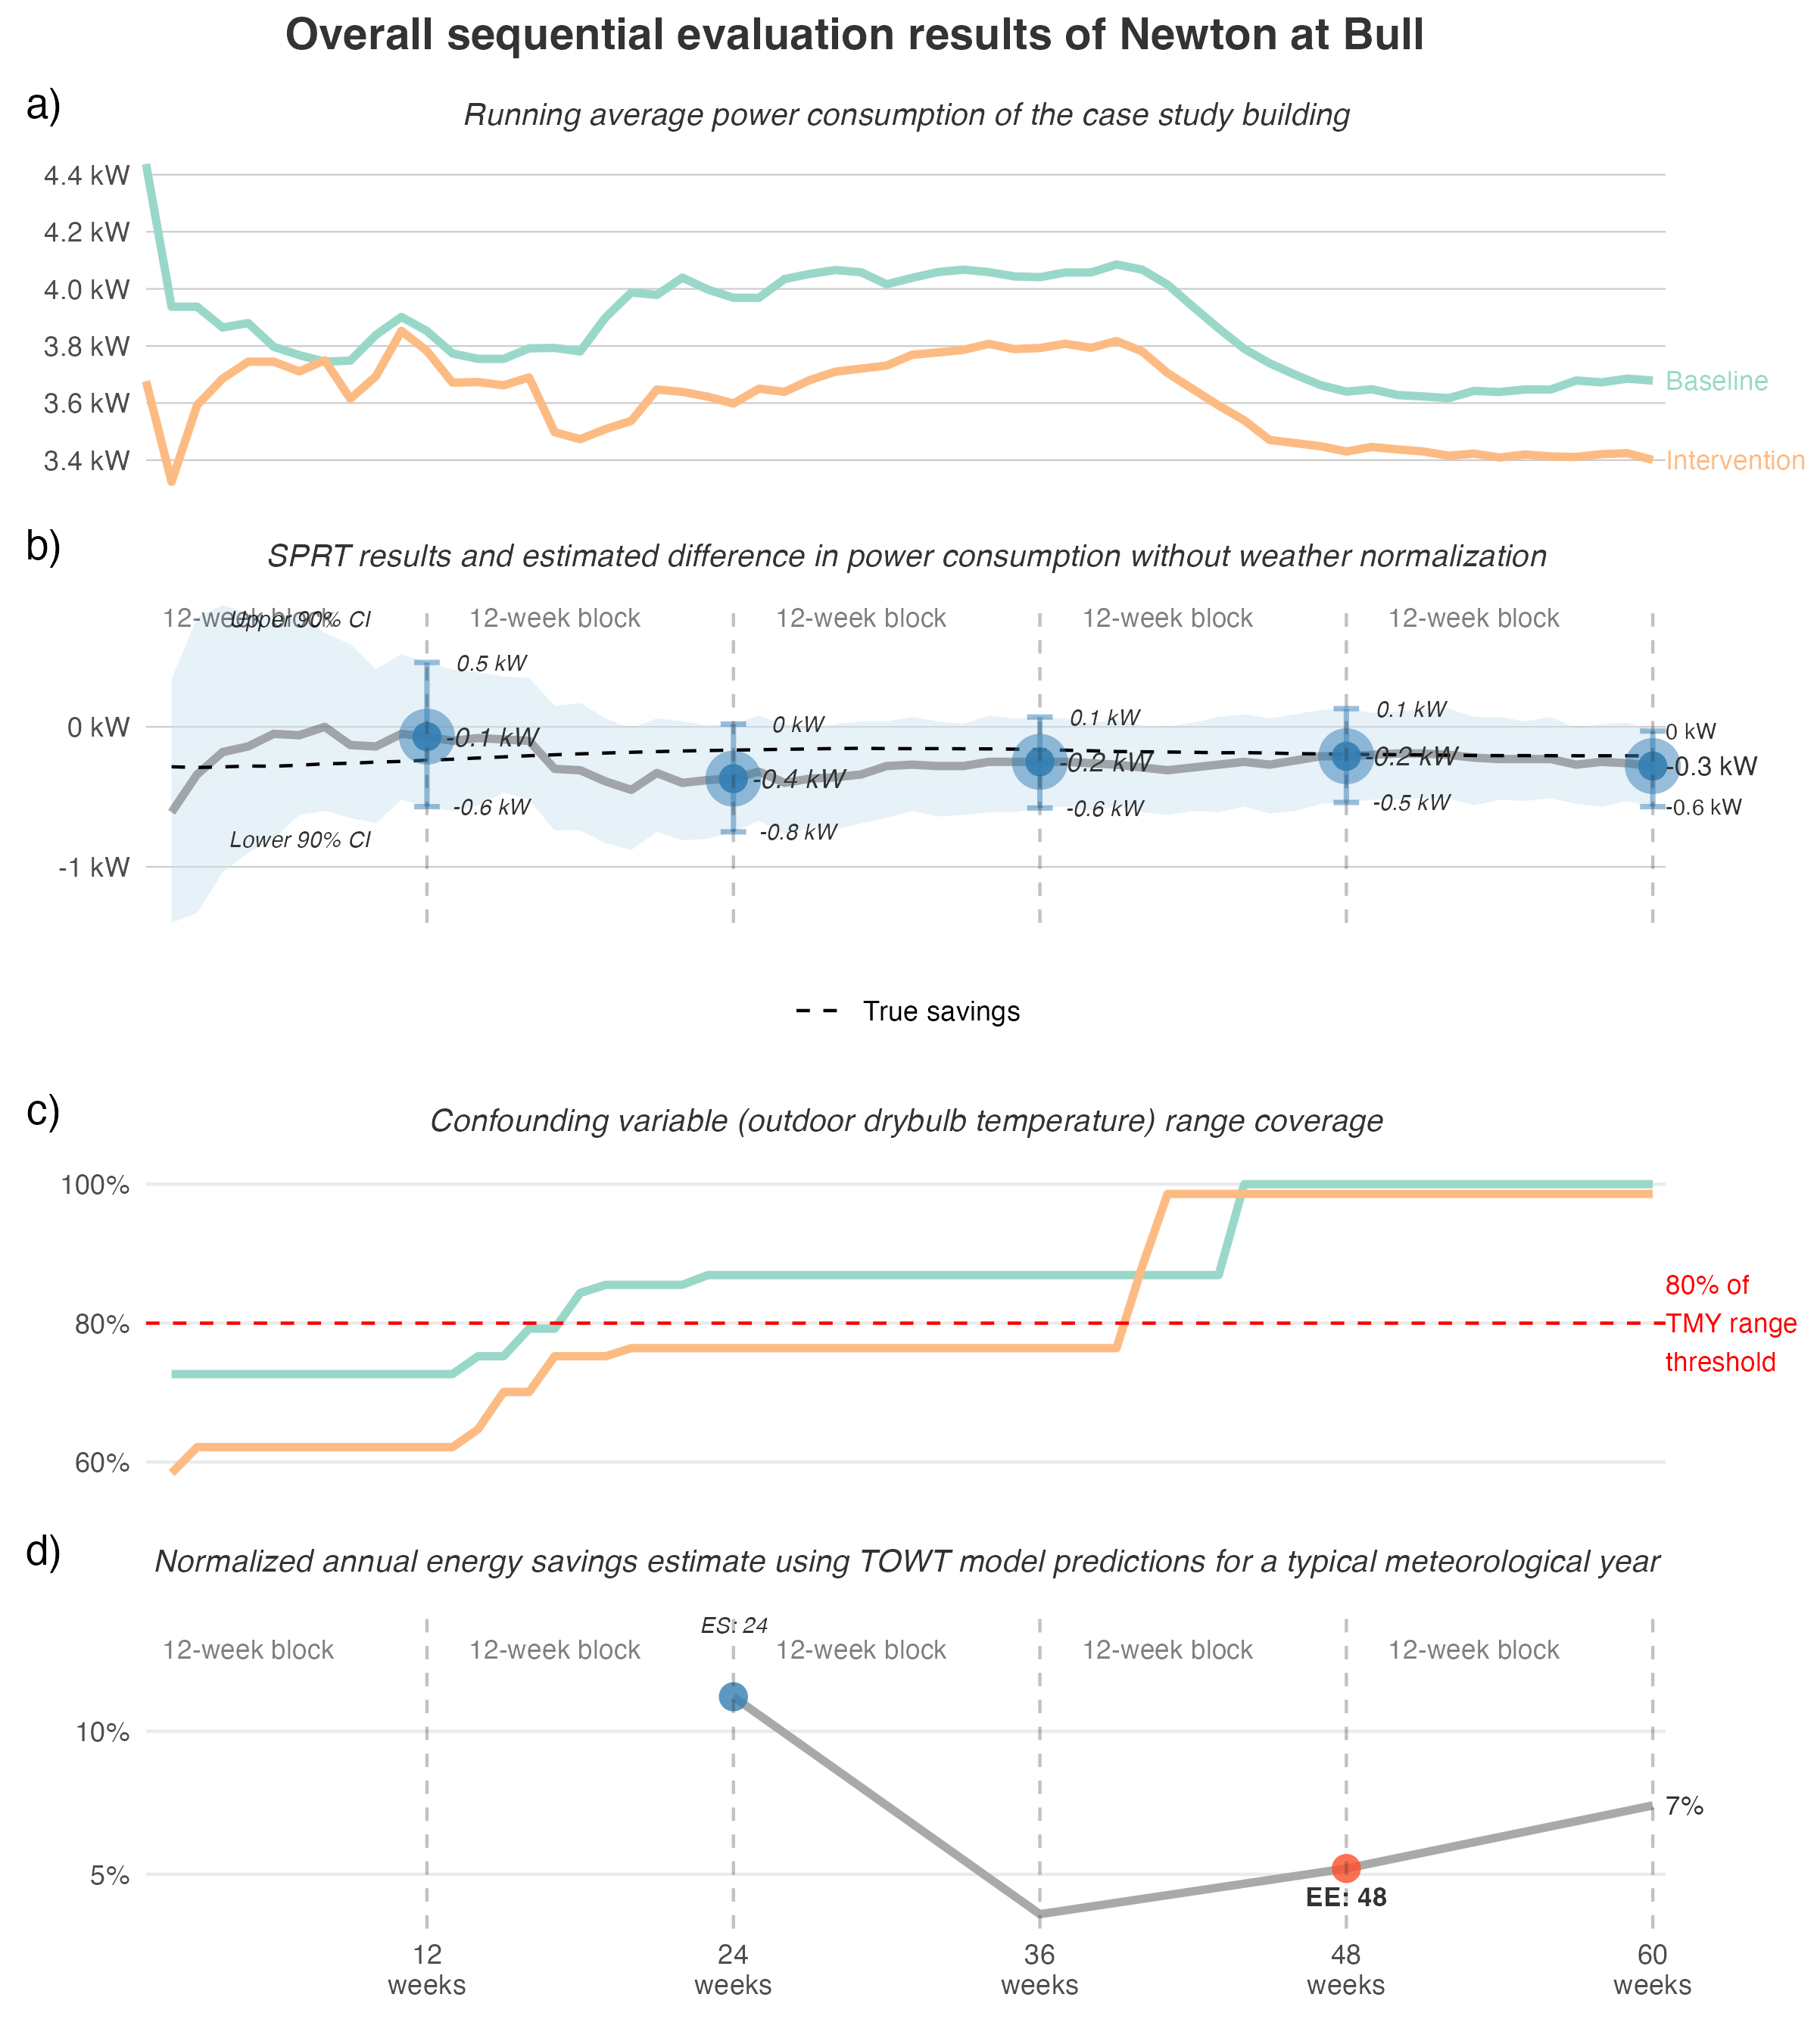 Overall sequential evaluation results of Newton at Bull
a)
Running average power consumption of the case study building
4.4 kW
4.2 kW
4.0 kW
3.8 kW
3.6 kW
3.4 kW
Baseline
Intervention
b)
SPRT results and estimated difference in power consumption without weather normalization
12-week block
12-week block
12-week block
12-week block
12-week block
Upper 90% CI
Lower 90% CI
0 kW
-1 kW
0.5 kW
-0.1 kW
-0.6 kW
0 kW
-0.4 kW
-0.8 kW
0.1 kW
-0.2 kW
-0.6 kW
0.1 kW
-0.2 kW
-0.5 kW
0 kW
-0.3 kW
-0.6 kW
True savings
c)
Confounding variable (outdoor drybulb temperature) range coverage
100%
80%
60%
80% of
TMY range
threshold
d)
Normalized annual energy savings estimate using TOWT model predictions for a typical meteorological year
ES: 24
12-week block
12-week block
12-week block
12-week block
12-week block
10%
5%
7%
EE: 48
12
weeks
24
weeks
36
weeks
48
weeks
60
weeks